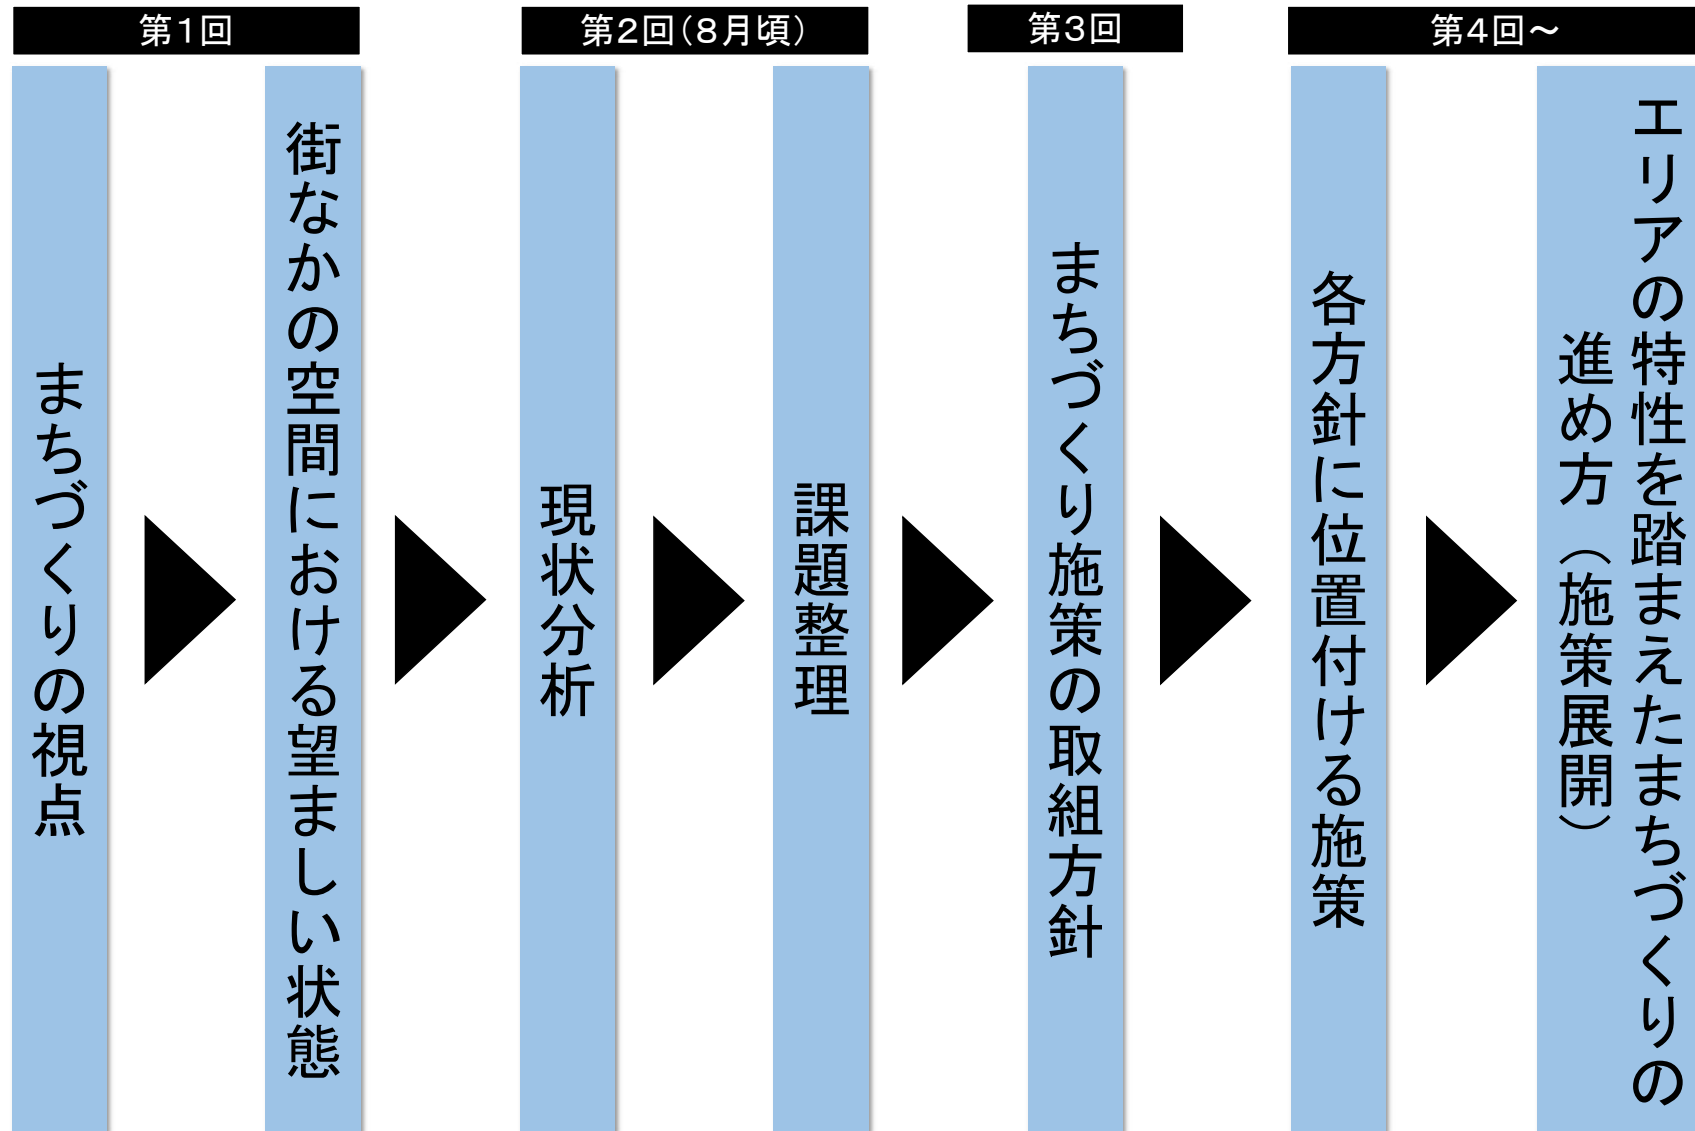 第1回
まちづくりの視点
街なかの空間における望ましい状態
第2回(8月頃)
現状分析
課題整理
第3回
まちづくり施策の取組方針
第4回～
各方針に位置付ける施策
エリアの特性を踏まえたまちづくりの
進め方（施策展開）